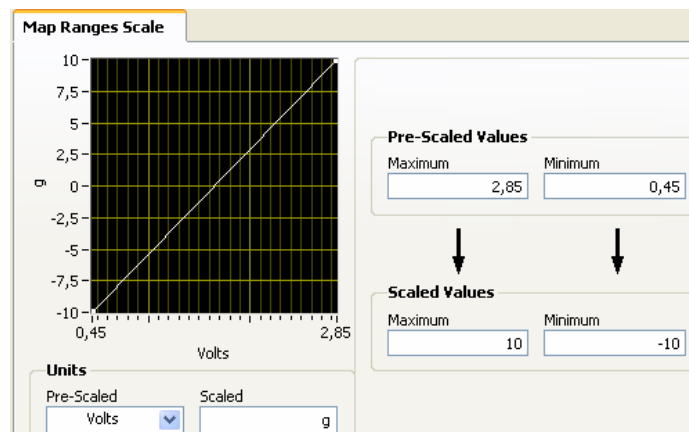 Map Ranges Scale
10
7,5
5
2,5
0
-2,5
-5
-7,5
-10
g
0,45
2,85
Volts
Pre-Scaled Values
Maximum
Minimum
2,85
0,45
Scaled Values
Maximum
Minimum
10
-10
Units
Pre-Scaled
Scaled
Volts
g